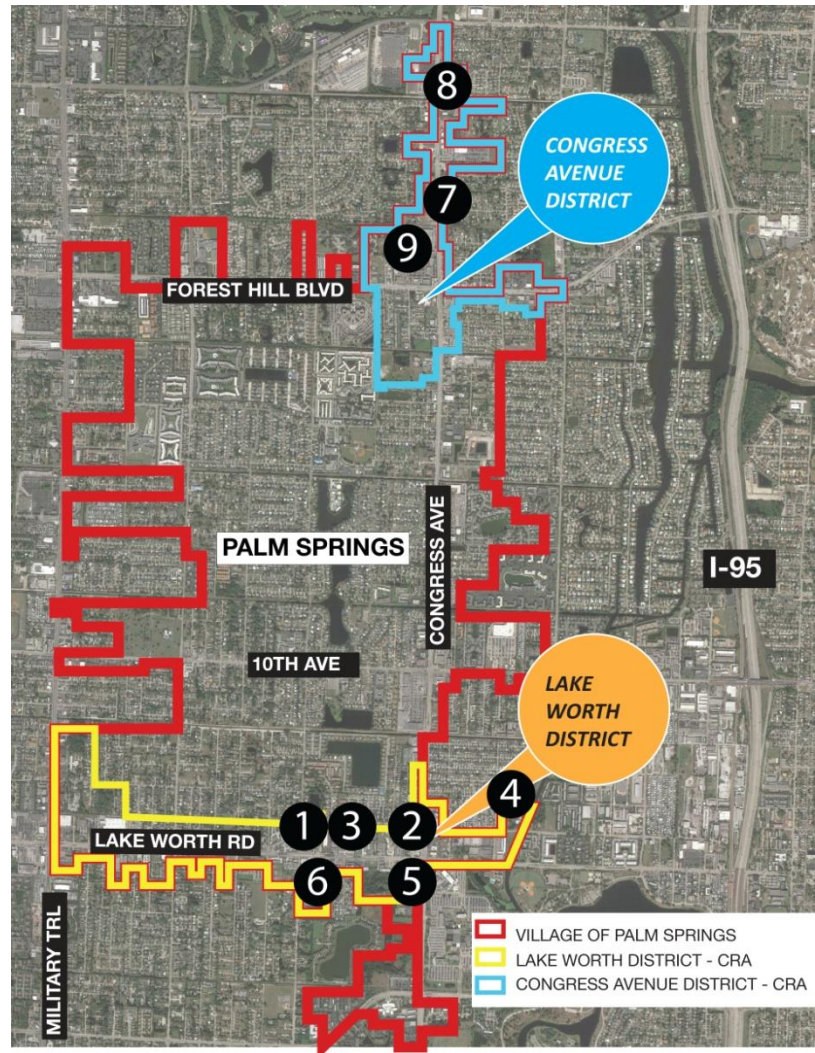 8
CONGRESS
AVENUE
DISTRICT
7
9
FOREST HILL BLVD
CONGRESS AVE
PALM SPRINGS
I-95
10TH AVE
LAKE
WORTH
DISTRICT
4
1
3
2
LAKE WORTH RD
6
5
MILITARY TRL
VILLAGE OF PALM SPRINGS
LAKE WORTH DISTRICT - CRA
CONGRESS AVENUE DISTRICT - CRA